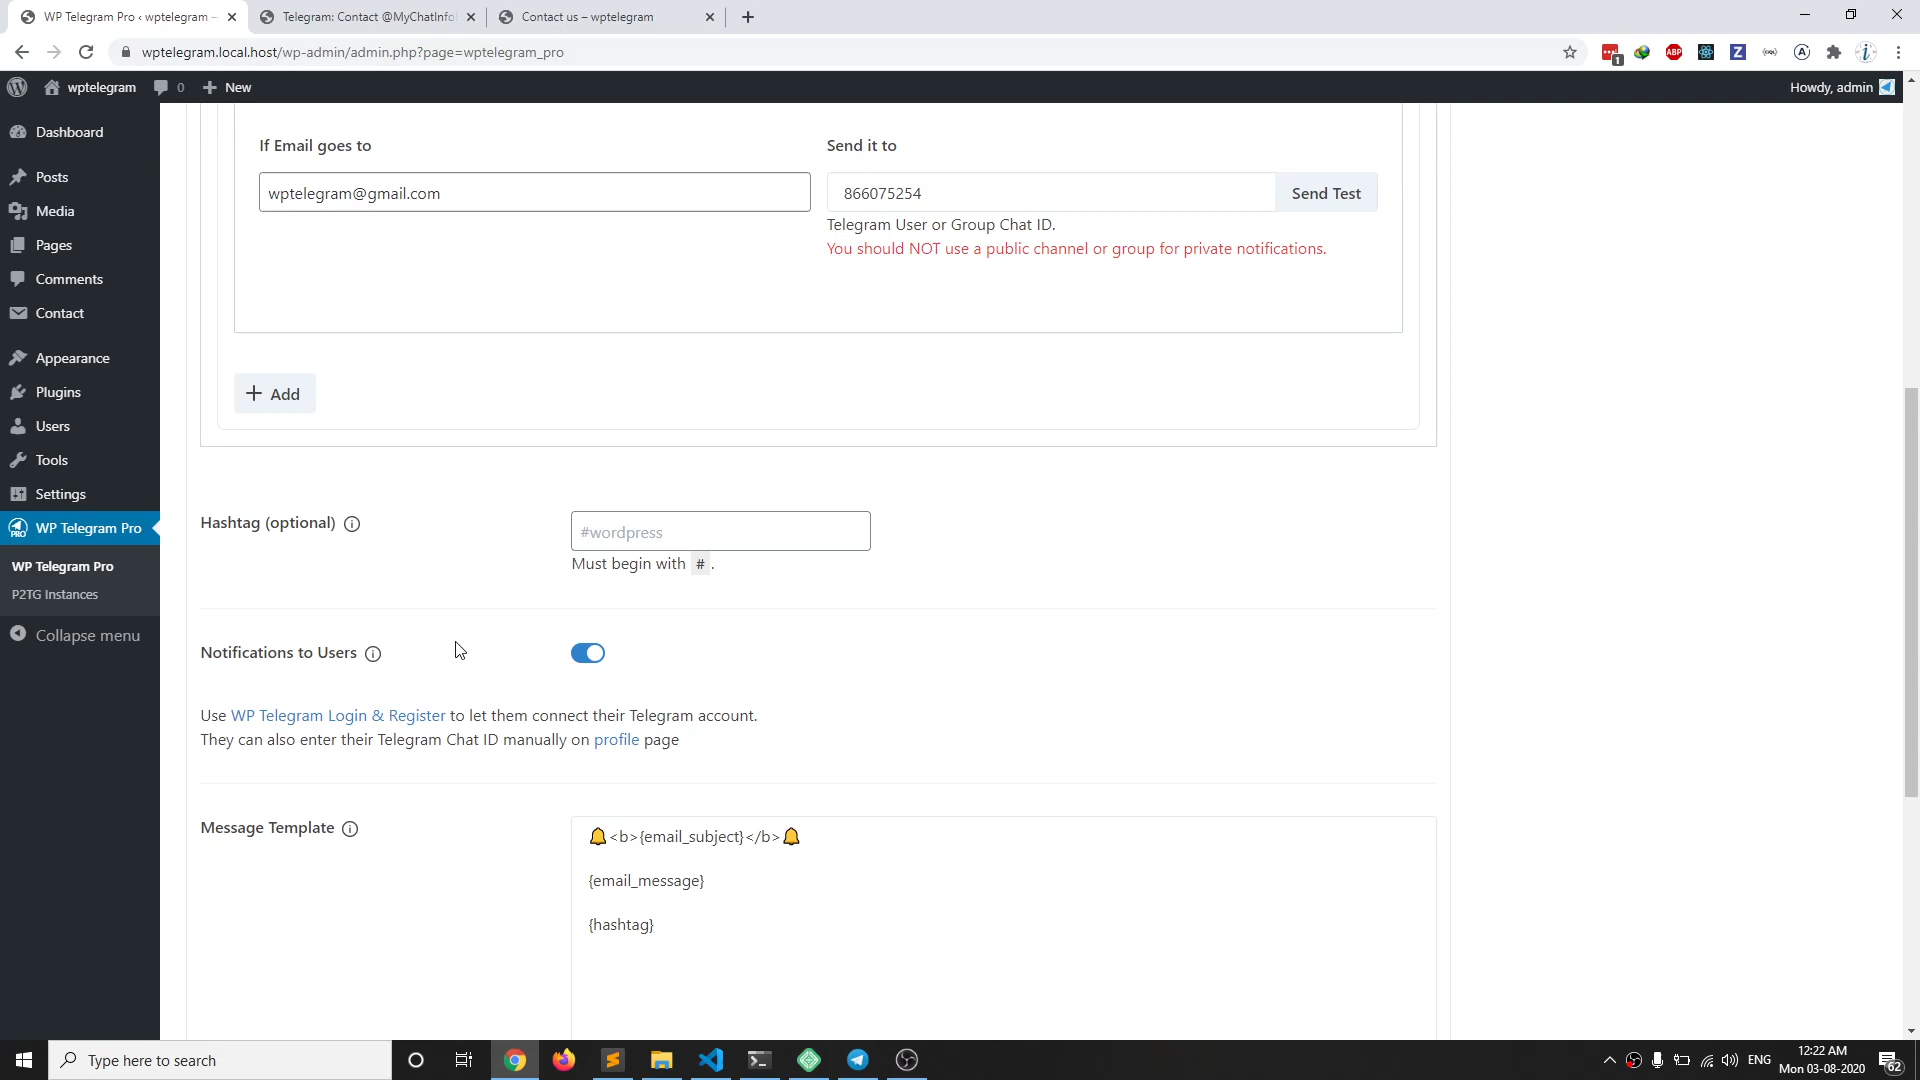 WP Telegram Pro ‹ wptelegram —
Telegram: Contact @MyChatInfo
Contact us – wptelegram
wptelegram.local.host/wp-admin/admin.php?page=wptelegram_pro
1
ABP
Z
wptelegram
0
New
Howdy, admin
Dashboard
Posts
Media
Pages
Comments
Contact
Appearance
Plugins
Users
Tools
Settings
PRO
WP Telegram Pro
WP Telegram Pro
P2TG Instances
Collapse menu
If Email goes to
Send it to
wptelegram@gmail.com
866075254
Send Test
Telegram User or Group Chat ID.
You should NOT use a public channel or group for private notifications.
+ Add
Hashtag (optional)
#wordpress
Must begin with # .
Notifications to Users
Use WP Telegram Login & Register to let them connect their Telegram account.
They can also enter their Telegram Chat ID manually on profile page
Message Template
🔔<b>{email_subject}</b>🔔
{email_message}
{hashtag}
Type here to search
ENG
12:22 AM
Mon 03-08-2020
62